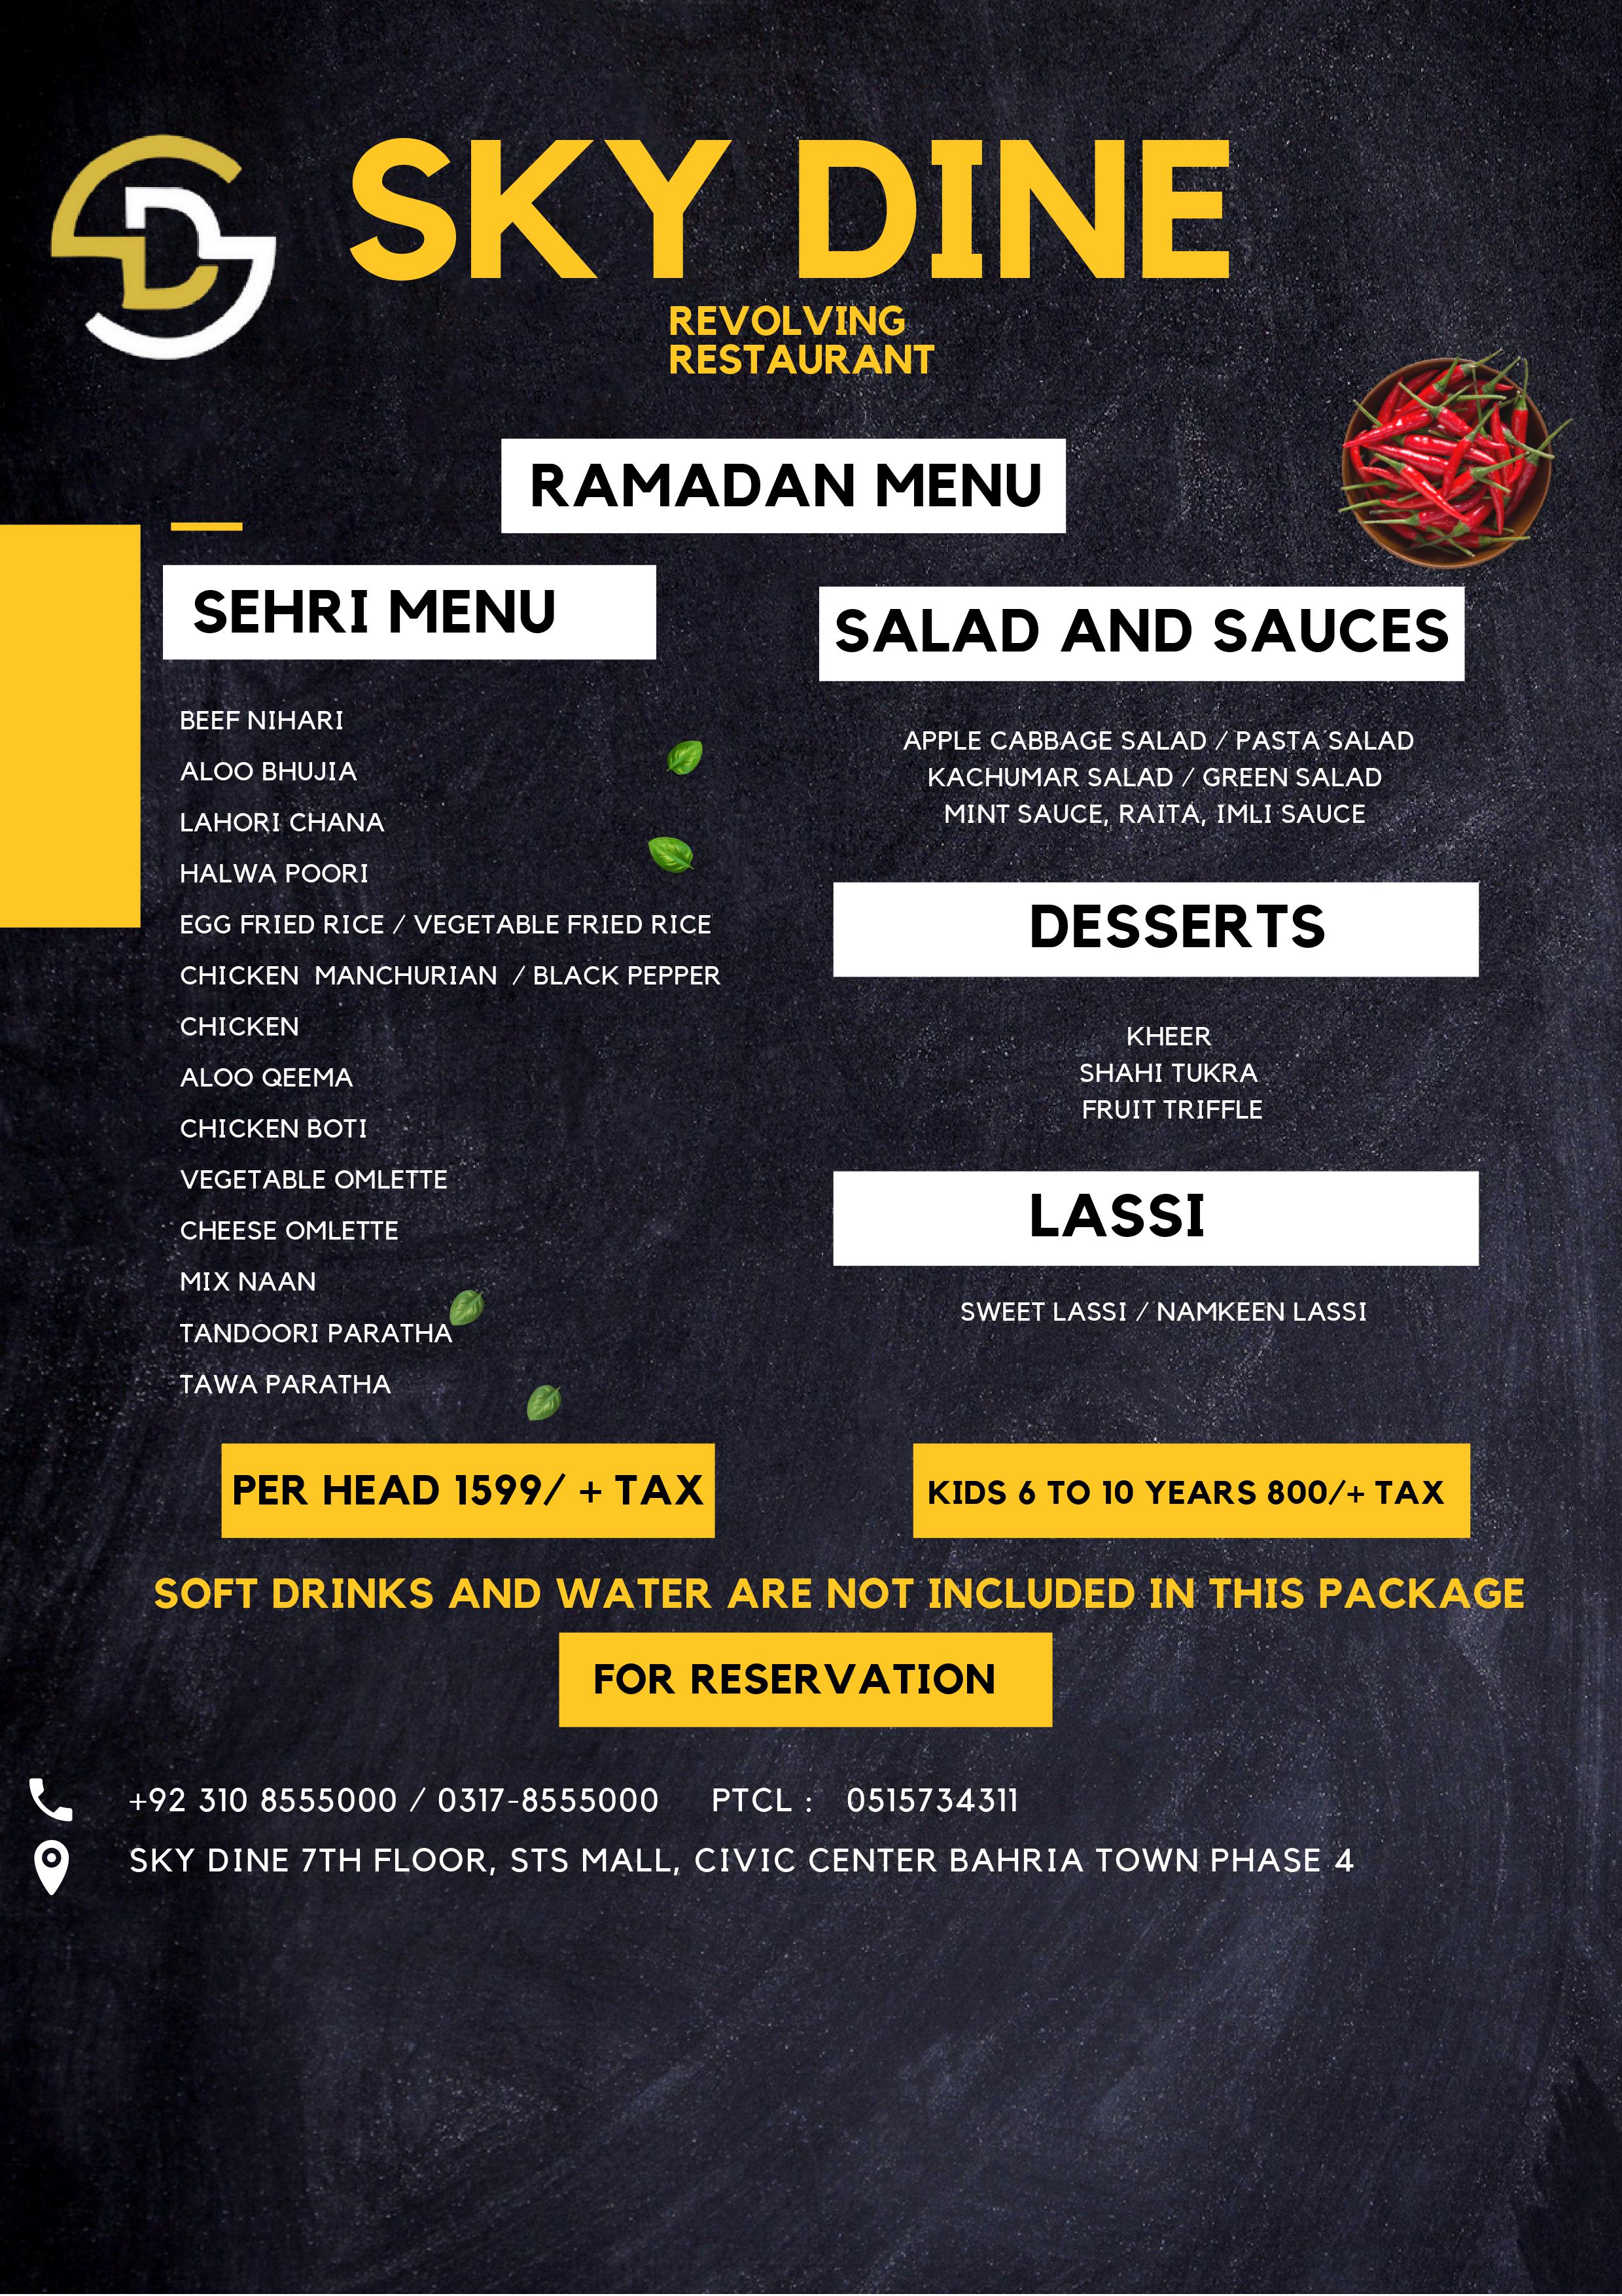 SKY DINE
REVOLVING
RESTAURANT
RAMADAN MENU
SEHRI MENU
BEEF NIHARI
ALOO BHUJIA
LAHORI CHANA
HALWA POORI
EGG FRIED RICE / VEGETABLE FRIED RICE
CHICKEN MANCHURIAN / BLACK PEPPER
CHICKEN
ALOO QEEMA
CHICKEN BOTI
VEGETABLE OMLETTE
CHEESE OMLETTE
MIX NAAN
TANDOORI PARATHA
TAWA PARATHA
SALAD AND SAUCES
APPLE CABBAGE SALAD / PASTA SALAD
KACHUMAR SALAD / GREEN SALAD
MINT SAUCE, RAITA, IMLI SAUCE
DESSERTS
KHEER
SHAHI TUKRA
FRUIT TRIFFLE
LASSI
SWEET LASSI / NAMKEEN LASSI
PER HEAD 1599/ + TAX
KIDS 6 TO 10 YEARS 800/+ TAX
SOFT DRINKS AND WATER ARE NOT INCLUDED IN THIS PACKAGE
FOR RESERVATION
+92 310 8555000 / 0317-8555000 PTCL : 0515734311
SKY DINE 7TH FLOOR, STS MALL, CIVIC CENTER BAHRIA TOWN PHASE 4